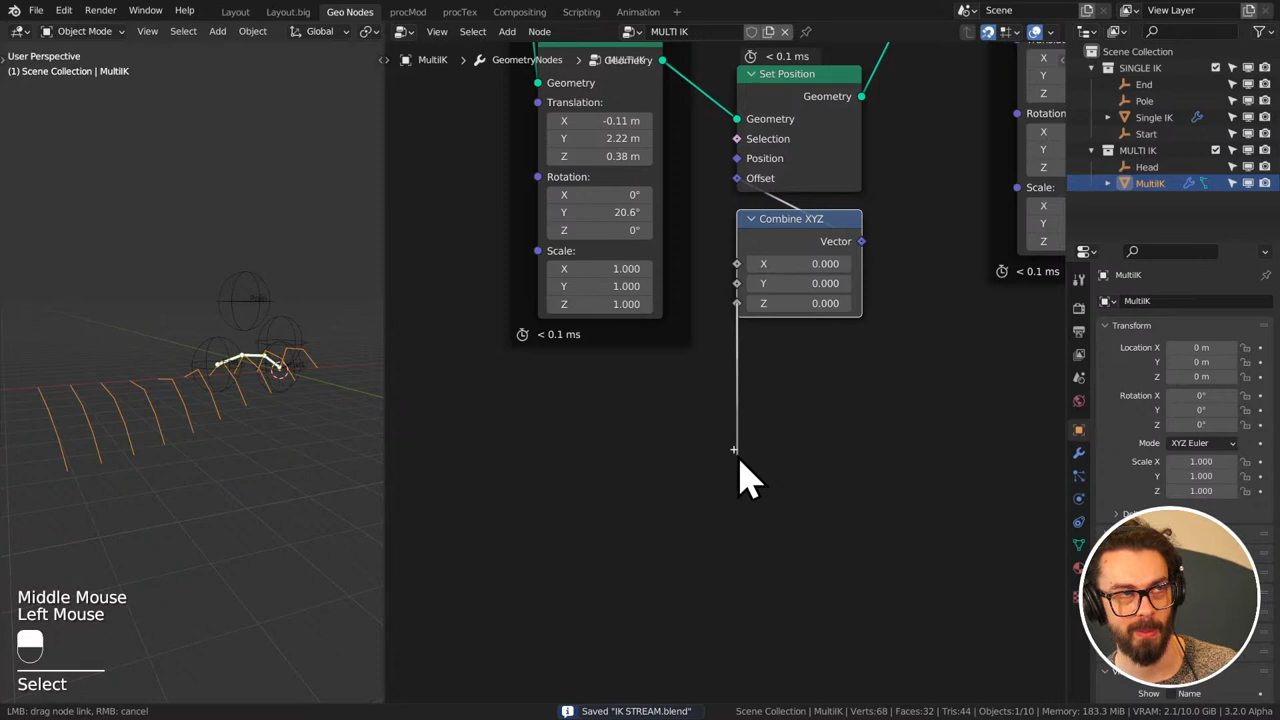 File Edit Render Window Help
Layout Layout.big Geo Nodes procMod procTex Compositing Scripting Animation +
Scene
View Layer
Object Mode View Select Add Object Global
View Select Add Node MULTI IK
User Perspective
(1) Scene Collection | MultiIK
MultiIK > GeometryNodes > MULTI IK
Geometry
Geometry
Translation:
X -0.11 m
Y 2.22 m
Z 0.38 m
Rotation:
X 0°
Y 20.6°
Z 0°
Scale:
X 1.000
Y 1.000
Z 1.000
< 0.1 ms
< 0.1 ms
Set Position
Geometry
Geometry
Selection
Position
Offset
Combine XYZ
Vector
X 0.000
Y 0.000
Z 0.000
X
Y
Z
Rotation:
X
Y
Z
Scale:
X
Y
Z
< 0.1 ms
Scene Collection
SINGLE IK
End
Pole
Single IK
Start
MULTI IK
Head
MultiIK
MultiIK
MultiIK
Transform
Location X 0 m
Y 0 m
Z 0 m
Rotation X 0°
Y 0°
Z 0°
Mode XYZ Euler
Scale X 1.000
Y 1.000
Z 1.000
Show Name
Middle Mouse
Left Mouse
Select
LMB: drag node link, RMB: cancel
Saved "IK STREAM.blend"
Scene Collection | MultiIK | Verts:68 | Faces:32 | Tris:44 | Objects:1/10 | Memory: 183.3 MiB | VRAM: 2.1/10.0 GiB | 3.2.0 Alpha